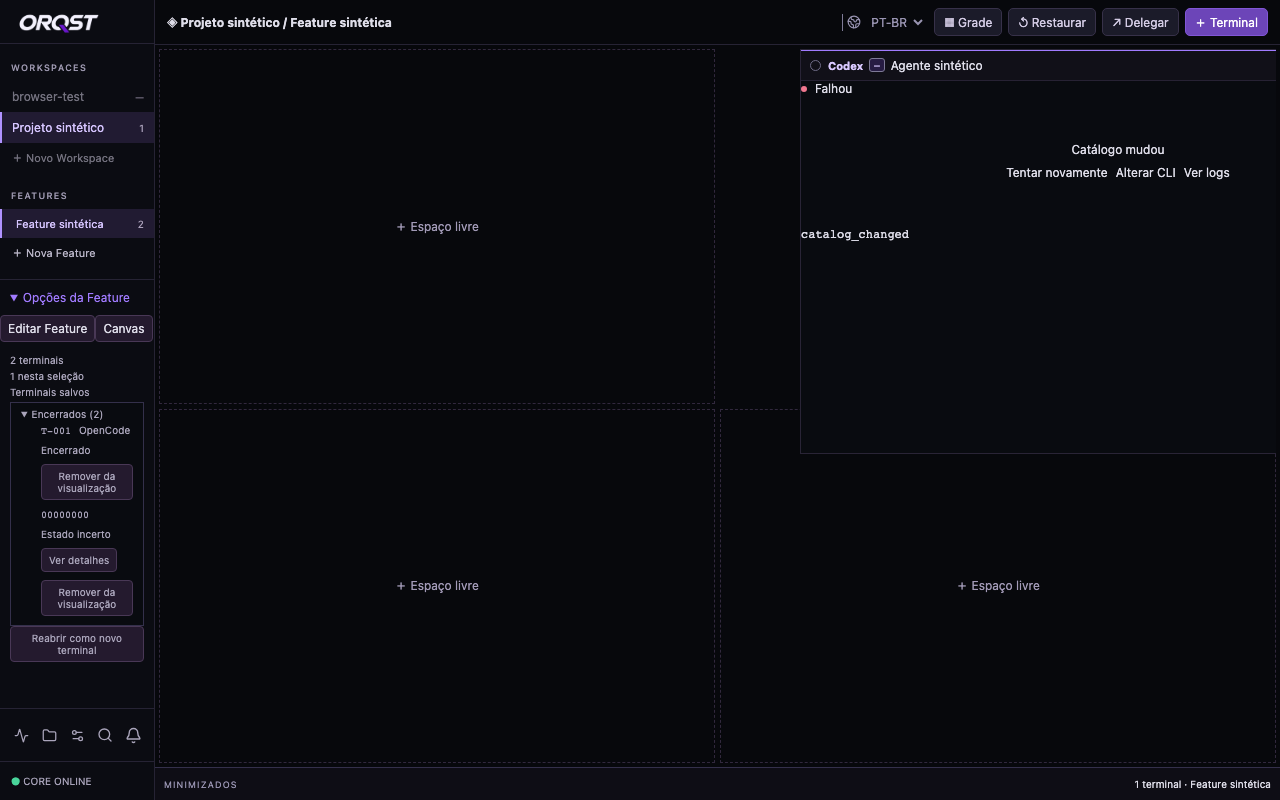 ORQST
WORKSPACES
browser-test —
Projeto sintético 1
+ Novo Workspace
FEATURES
Feature sintética 2
+ Nova Feature
▼ Opções da Feature
Editar Feature Canvas
2 terminais
1 nesta seleção
Terminais salvos
▼ Encerrados (2)
T-001 OpenCode
Encerrado
Remover da
visualização
00000000
Estado incerto
Ver detalhes
Remover da
visualização
Reabrir como novo
terminal
CORE ONLINE
◈ Projeto sintético / Feature sintética
PT-BR
▦ Grade
↺ Restaurar
↗ Delegar
+ Terminal
+ Espaço livre
Codex — Agente sintético
Falhou
Catálogo mudou
Tentar novamente Alterar CLI Ver logs
catalog_changed
+ Espaço livre
+ Espaço livre
MINIMIZADOS
1 terminal · Feature sintética